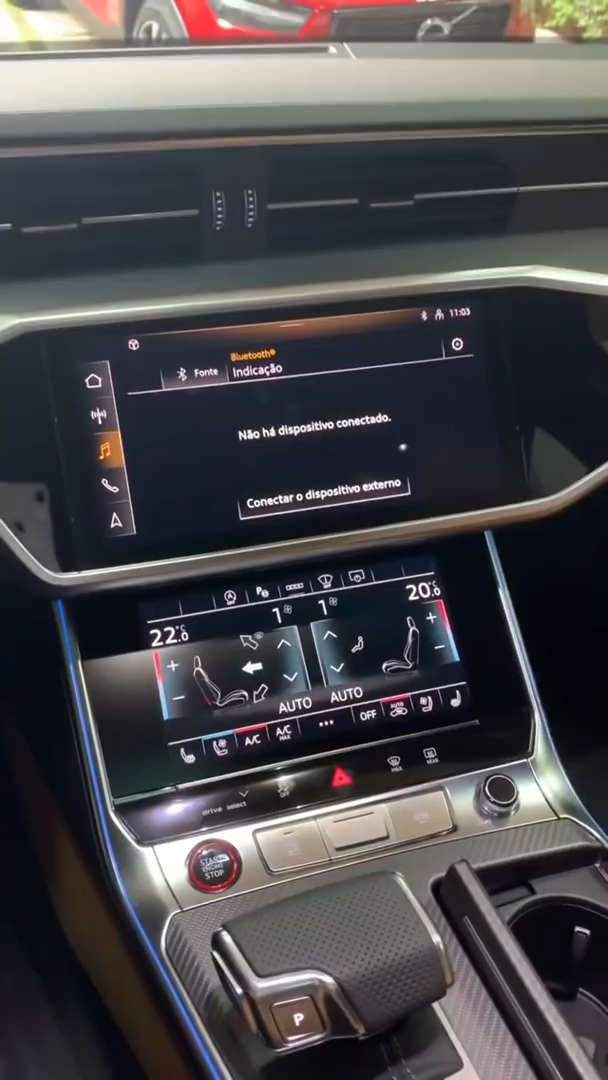 11:03
Bluetooth®
Fonte
Indicação
Não há dispositivo conectado.
Conectar o dispositivo externo
22.0°C
1
1
20.0°C
+
+
−
−
AUTO
AUTO
A/C
A/C
MAX
...
OFF
AUTO
drive select
OFF
MAX
REAR
START
ENGINE
STOP
P